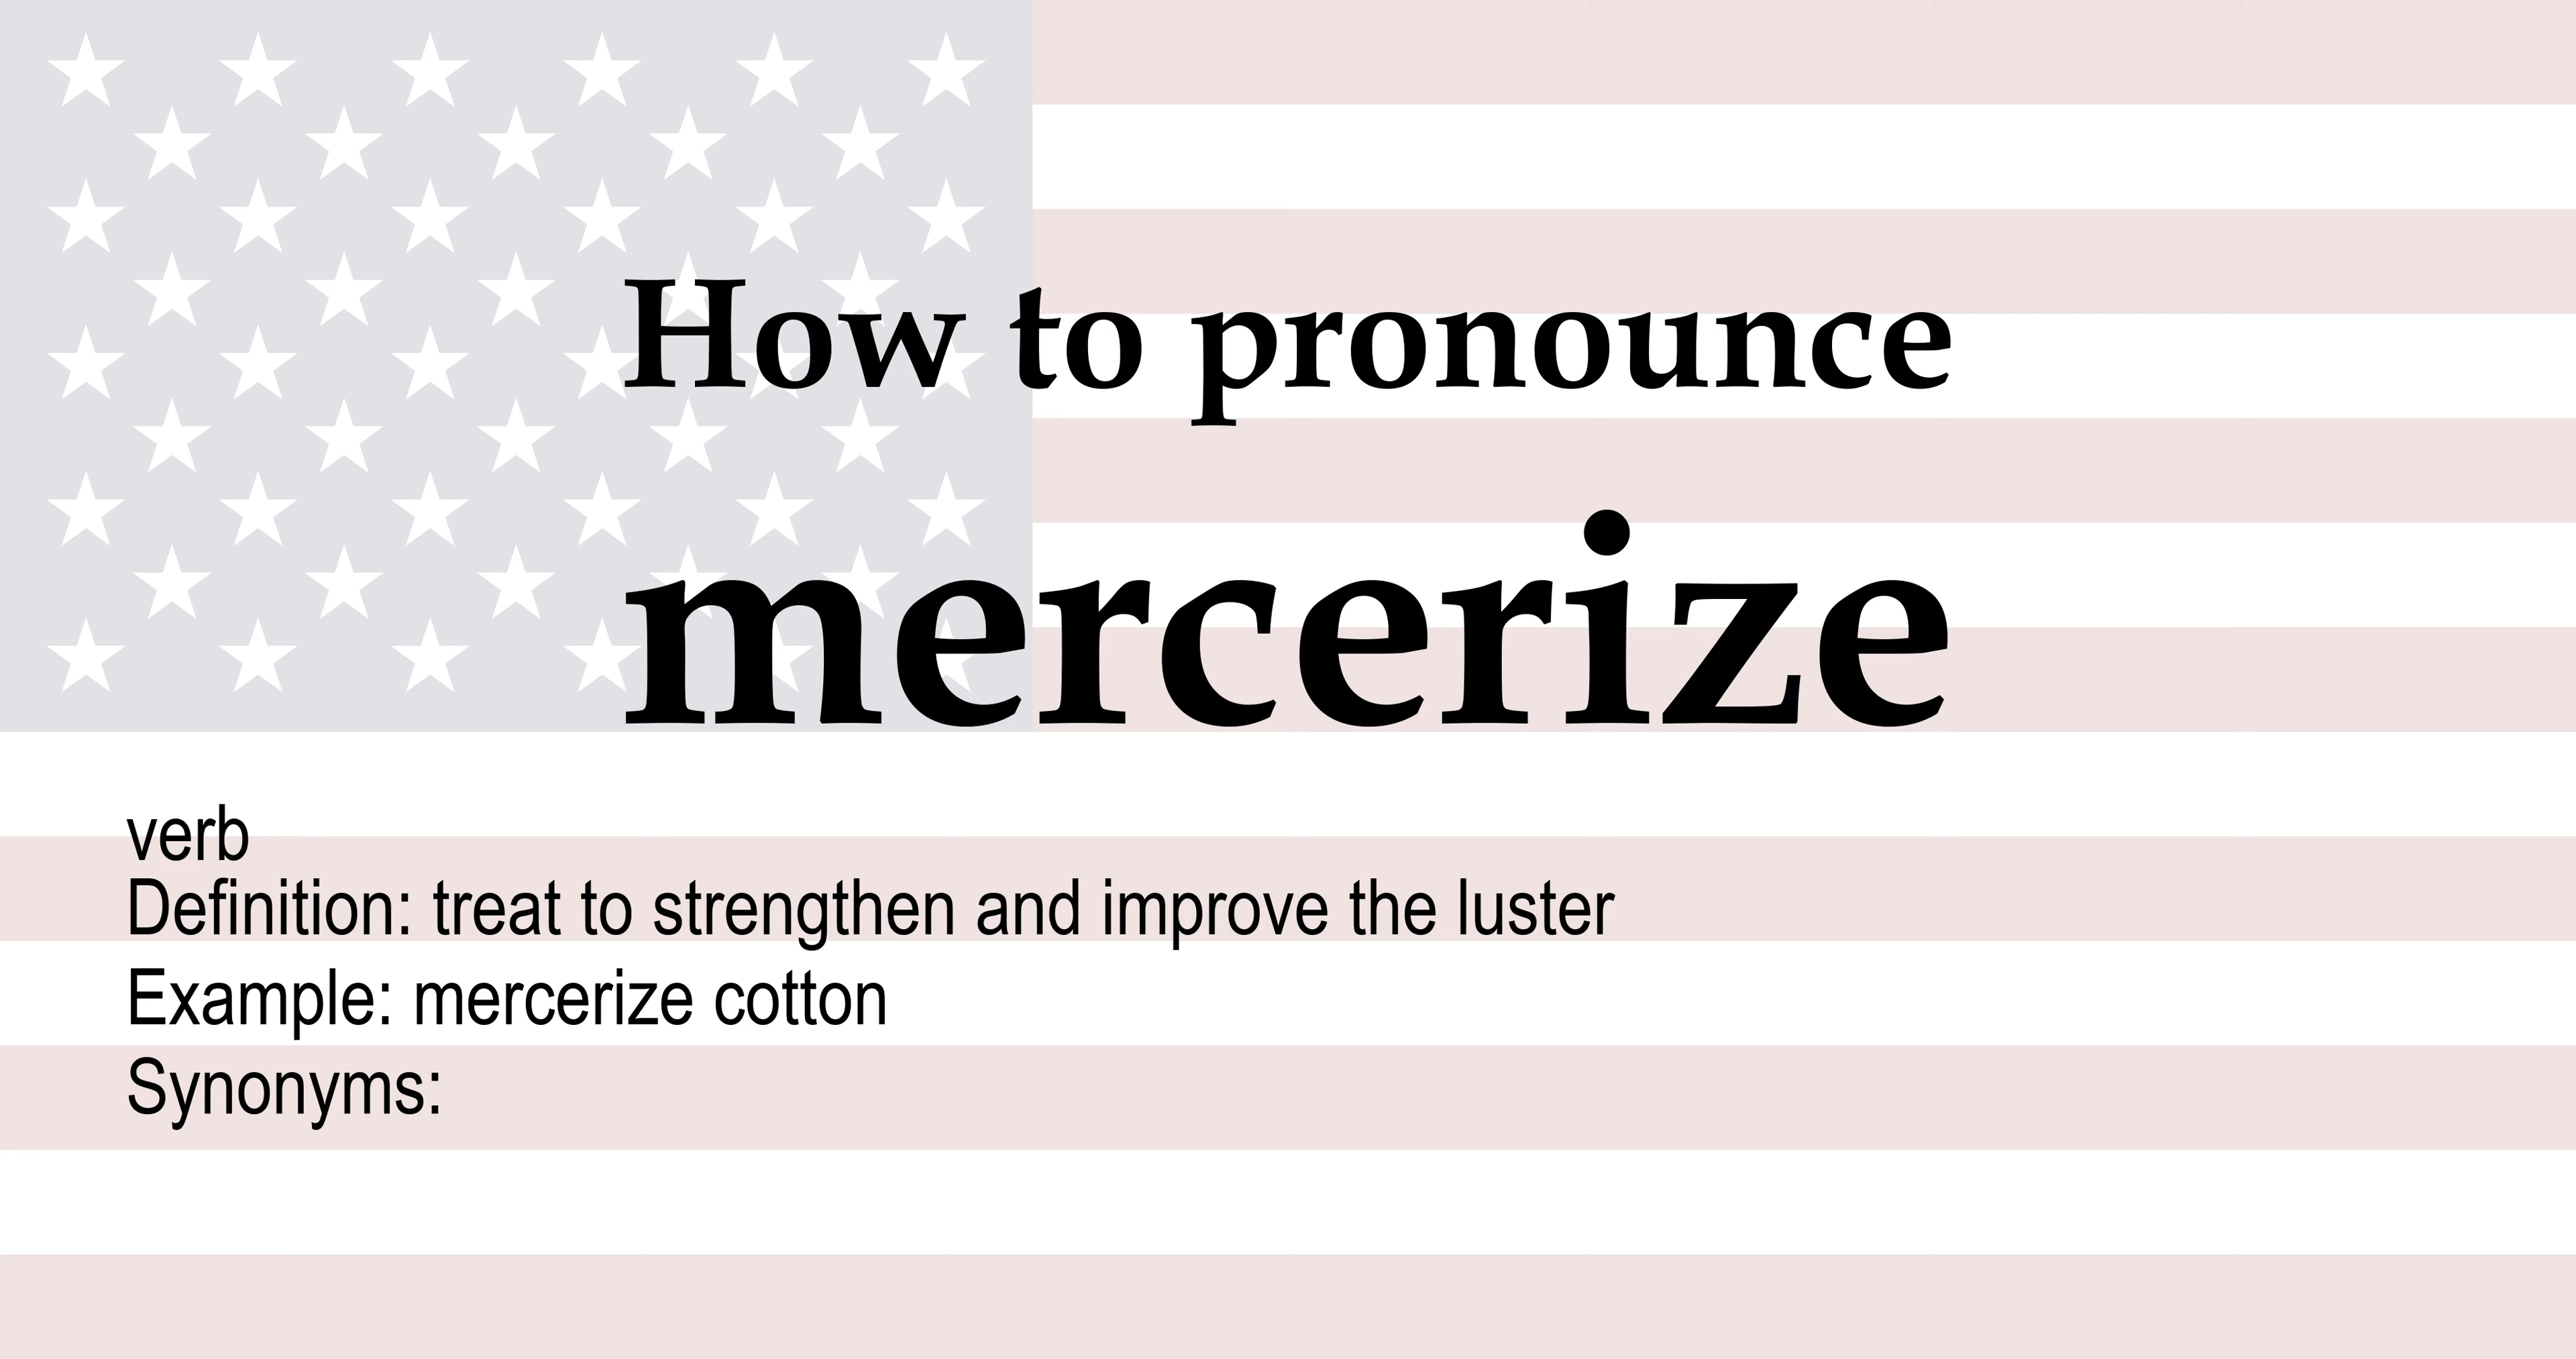 How to pronounce
mercerize
verb
Definition: treat to strengthen and improve the luster
Example: mercerize cotton
Synonyms: